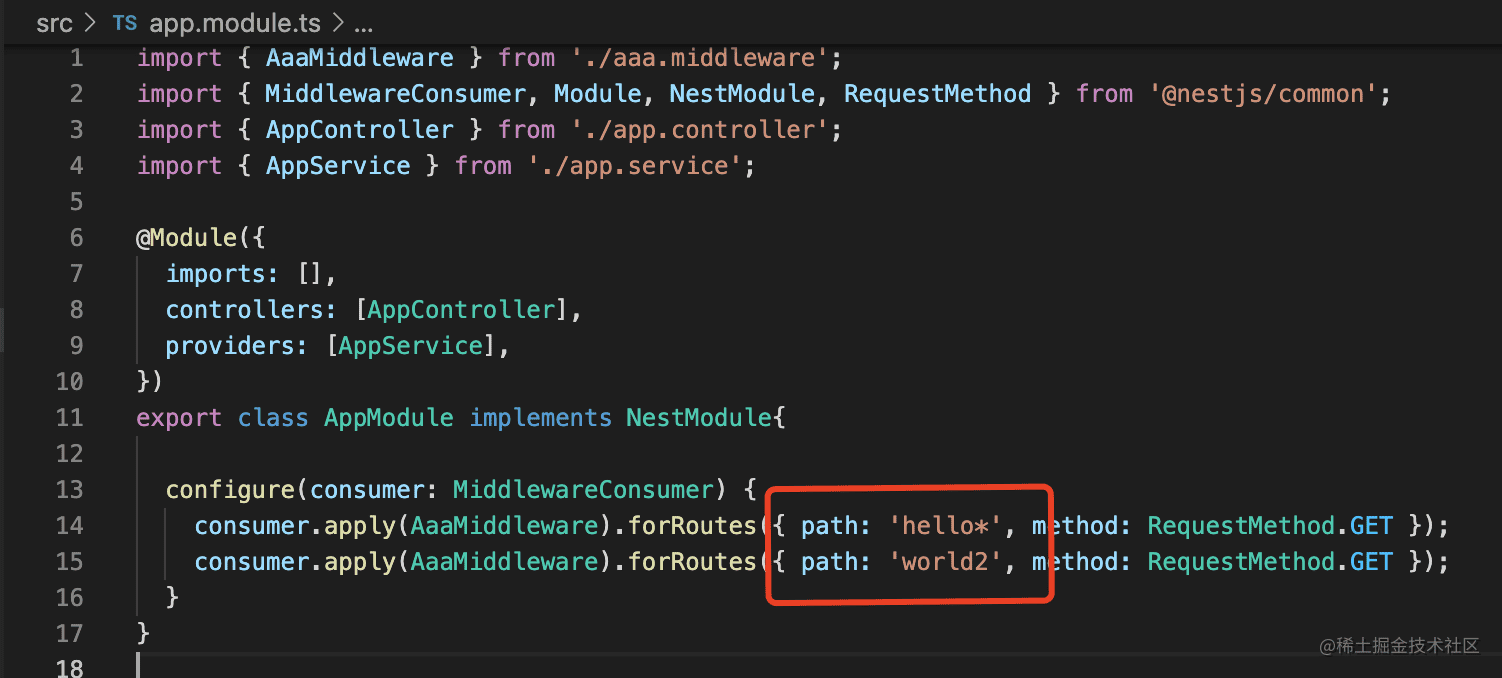 src > TS app.module.ts > ...
1 import { AaaMiddleware } from './aaa.middleware';
2 import { MiddlewareConsumer, Module, NestModule, RequestMethod } from '@nestjs/common';
3 import { AppController } from './app.controller';
4 import { AppService } from './app.service';
5
6 @Module({
7   imports: [],
8   controllers: [AppController],
9   providers: [AppService],
10 })
11 export class AppModule implements NestModule{
12
13   configure(consumer: MiddlewareConsumer) {
14     consumer.apply(AaaMiddleware).forRoutes({ path: 'hello*', method: RequestMethod.GET });
15     consumer.apply(AaaMiddleware).forRoutes({ path: 'world2', method: RequestMethod.GET });
16   }
17 }
18
@稀土掘金技术社区